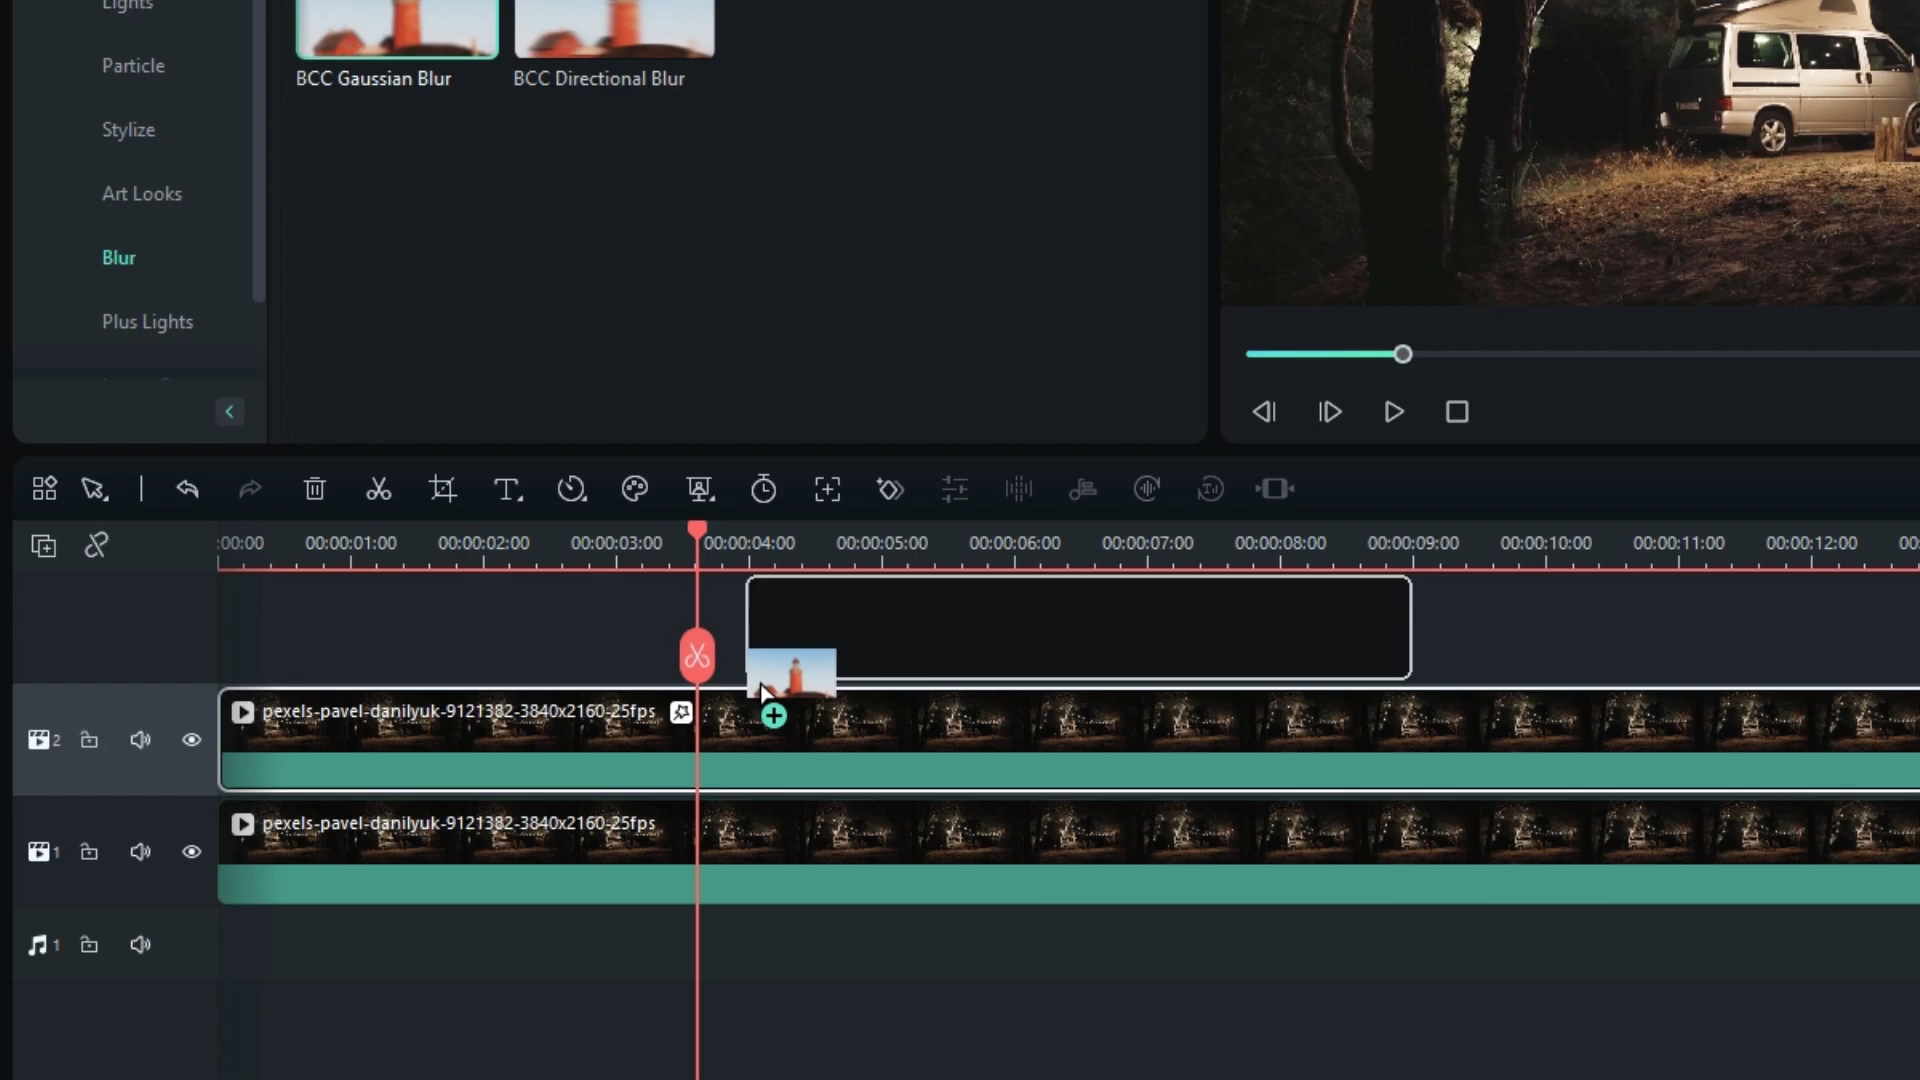 Lights
Particle
Stylize
Art Looks
Blur
Plus Lights
BCC Gaussian Blur
BCC Directional Blur
:00:00
00:00:01:00
00:00:02:00
00:00:03:00
00:00:04:00
00:00:05:00
00:00:06:00
00:00:07:00
00:00:08:00
00:00:09:00
00:00:10:00
00:00:11:00
00:00:12:00
00
2
pexels-pavel-danilyuk-9121382-3840x2160-25fps
1
pexels-pavel-danilyuk-9121382-3840x2160-25fps
1